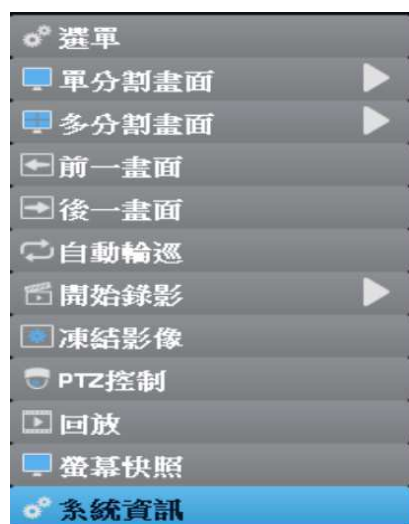 選單
單分割畫面
多分割畫面
前一畫面
後一畫面
自動輪巡
開始錄影
凍結影像
PTZ控制
回放
螢幕快照
系統資訊